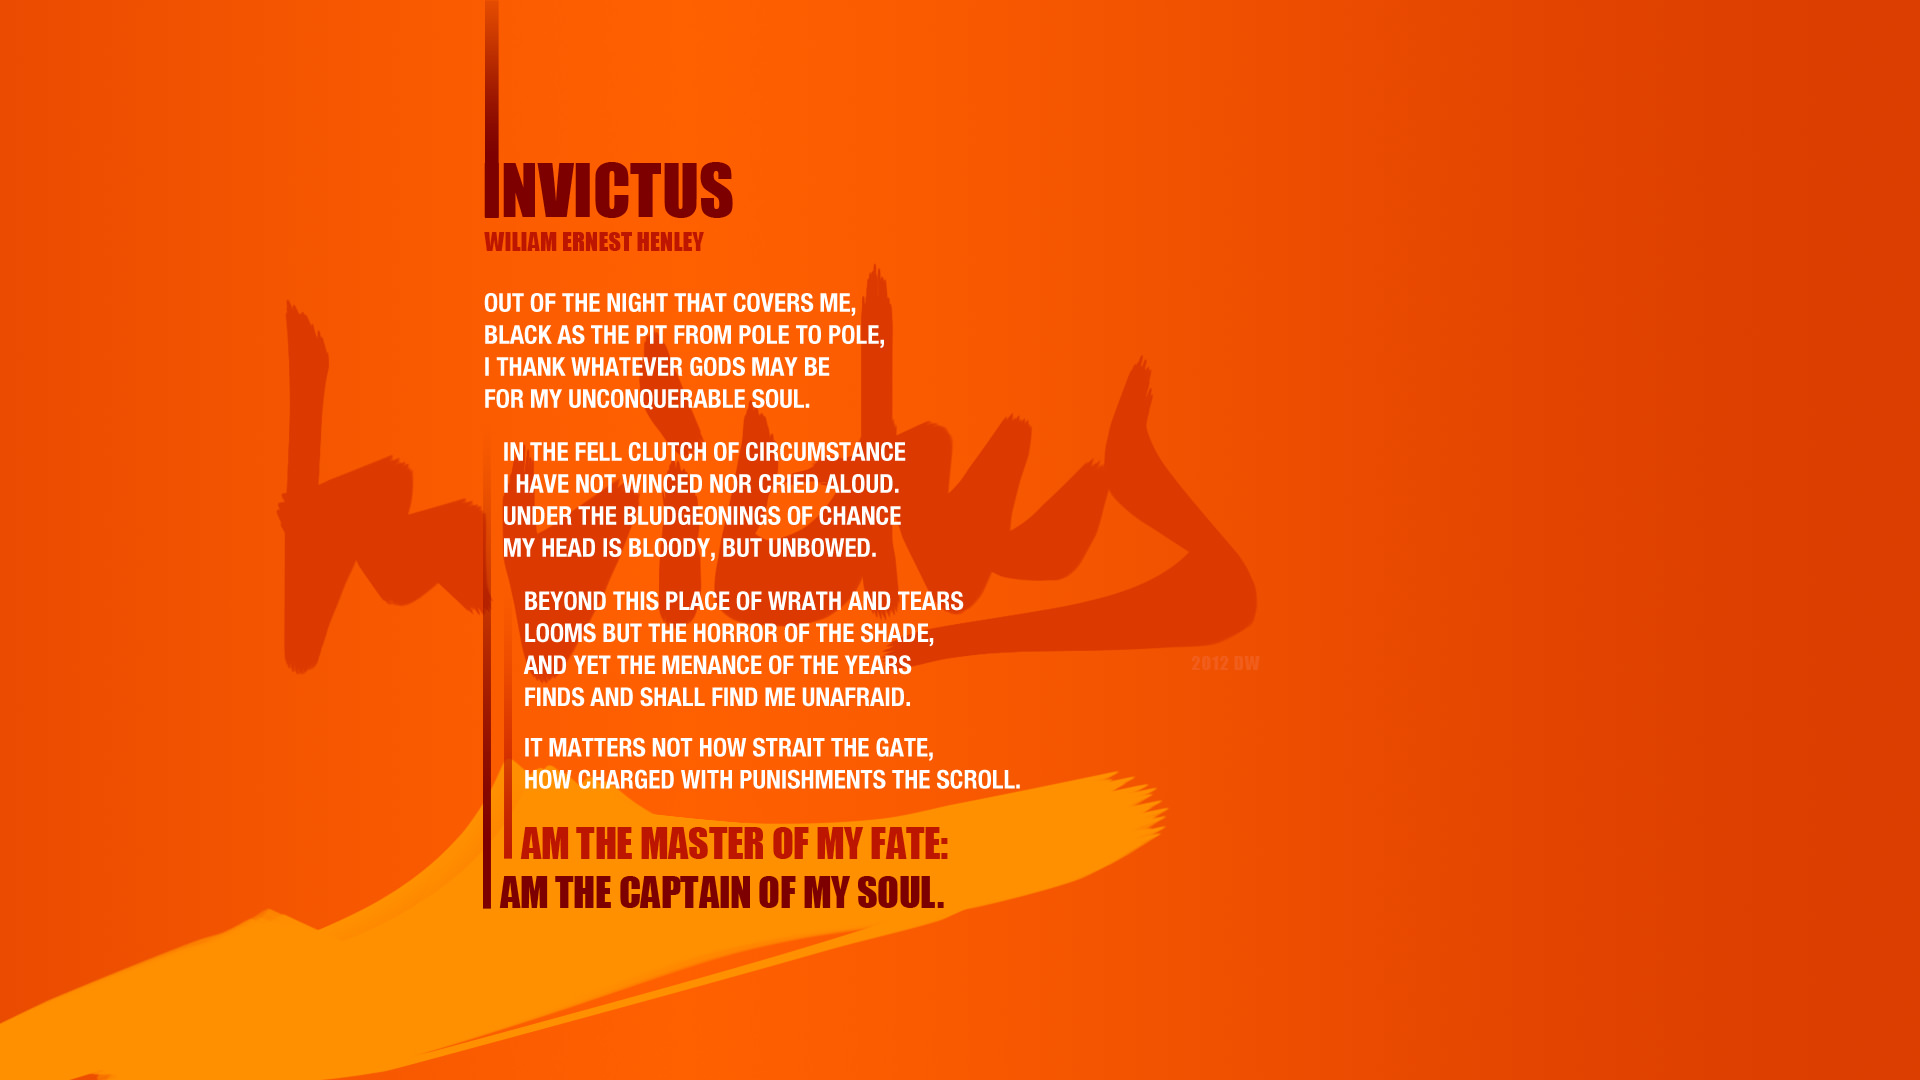 INVICTUS
WILIAM ERNEST HENLEY
OUT OF THE NIGHT THAT COVERS ME,
BLACK AS THE PIT FROM POLE TO POLE,
I THANK WHATEVER GODS MAY BE
FOR MY UNCONQUERABLE SOUL.
IN THE FELL CLUTCH OF CIRCUMSTANCE
I HAVE NOT WINCED NOR CRIED ALOUD.
UNDER THE BLUDGEONINGS OF CHANCE
MY HEAD IS BLOODY, BUT UNBOWED.
BEYOND THIS PLACE OF WRATH AND TEARS
LOOMS BUT THE HORROR OF THE SHADE,
AND YET THE MENANCE OF THE YEARS
FINDS AND SHALL FIND ME UNAFRAID.
IT MATTERS NOT HOW STRAIT THE GATE,
HOW CHARGED WITH PUNISHMENTS THE SCROLL.
I AM THE MASTER OF MY FATE:
I AM THE CAPTAIN OF MY SOUL.
Invictus
2012 DW